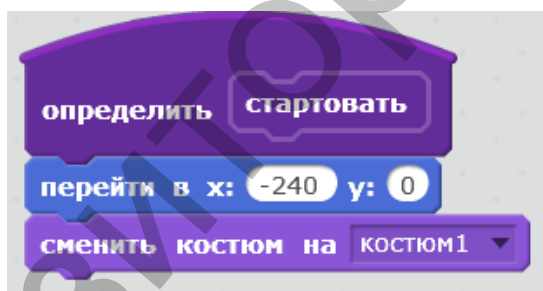 определить стартовать
перейти в x: -240 y: 0
сменить костюм на костюм1